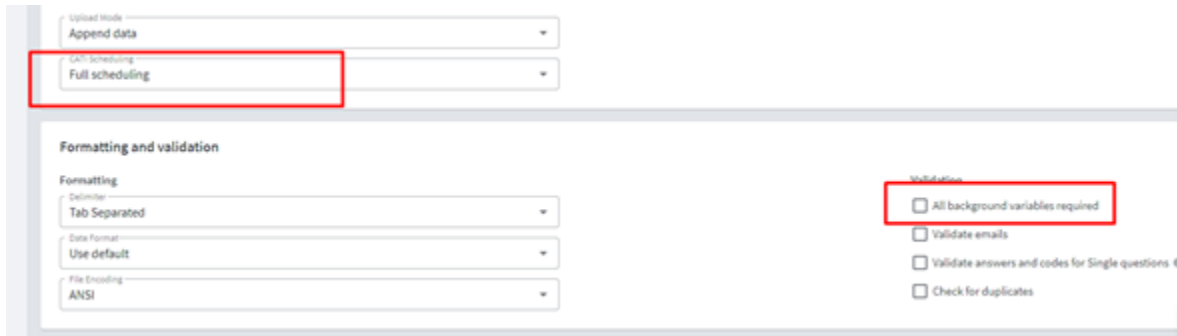 Upload Mode
Append data
CATI Scheduling
Full scheduling
Formatting and validation
Formatting
Validation
Delimiter
Tab Separated
All background variables required
Date Format
Use default
Validate emails
Validate answers and codes for Single questions
File Encoding
ANSI
Check for duplicates